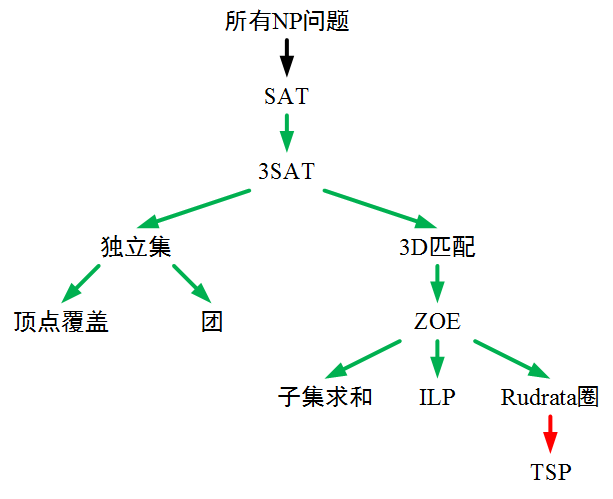 所有NP问题
SAT
3SAT
独立集
3D匹配
顶点覆盖
团
ZOE
子集求和
ILP
Rudrata圈
TSP